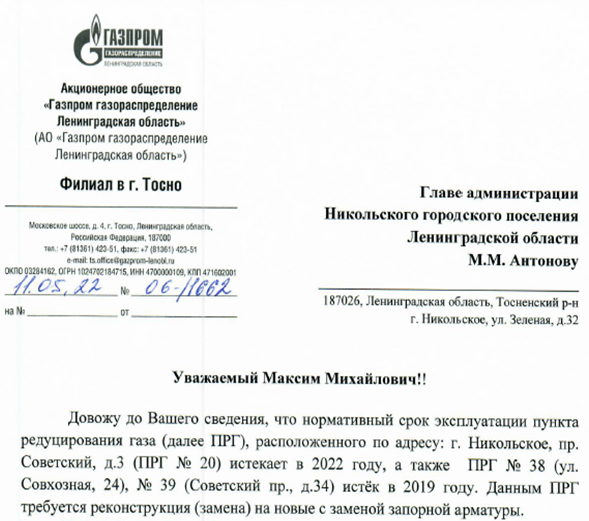 ГАЗПРОМ
ГАЗОРАСПРЕДЕЛЕНИЕ
ЛЕНИНГРАДСКАЯ ОБЛАСТЬ
Акционерное общество
«Газпром газораспределение
Ленинградская область»
(АО «Газпром газораспределение
Ленинградская область»)
Филиал в г. Тосно
Московское шоссе, д. 4, г. Тосно, Ленинградская область,
Российская Федерация, 187000
тел.: +7 (81361) 423-51, факс: +7 (81361) 423-51
e-mail: ts.office@gazprom-lenobl.ru
ОКПО 03284162, ОГРН 1024702184715, ИНН 4700000109, КПП 471602001
11.05.22 № 06-/1662
на № от
Главе администрации
Никольского городского поселения
Ленинградской области
М.М. Антонову
187026, Ленинградская область, Тосненский р-н
г. Никольское, ул. Зеленая, д.32
Уважаемый Максим Михайлович!!
Довожу до Вашего сведения, что нормативный срок эксплуатации пункта
редуцирования газа (далее ПРГ), расположенного по адресу: г. Никольское, пр.
Советский, д.3 (ПРГ № 20) истекает в 2022 году, а также ПРГ № 38 (ул.
Совхозная, 24), № 39 (Советский пр., д.34) истёк в 2019 году. Данным ПРГ
требуется реконструкция (замена) на новые с заменой запорной арматуры.